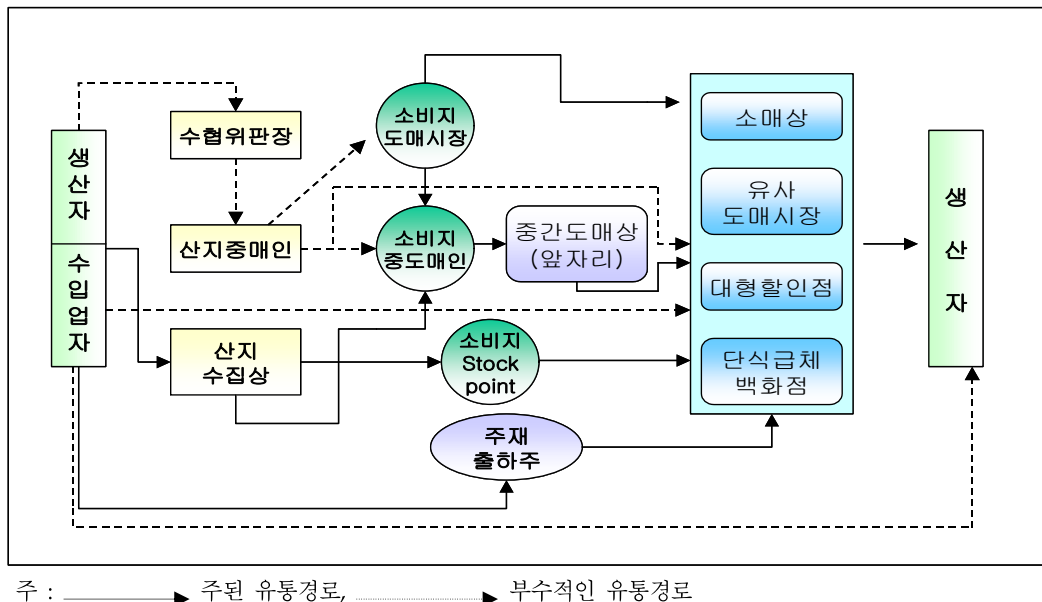 생산자
수입업자
수협위판장
산지중매인
산지
수집상
소비지
도매시장
소비지
중도매인
중간도매상
(앞자리)
소비지
Stock
point
주재
출하주
소매상
유사
도매시장
대형할인점
단식급체
백화점
생산자
주 : 주된 유통경로, 부수적인 유통경로